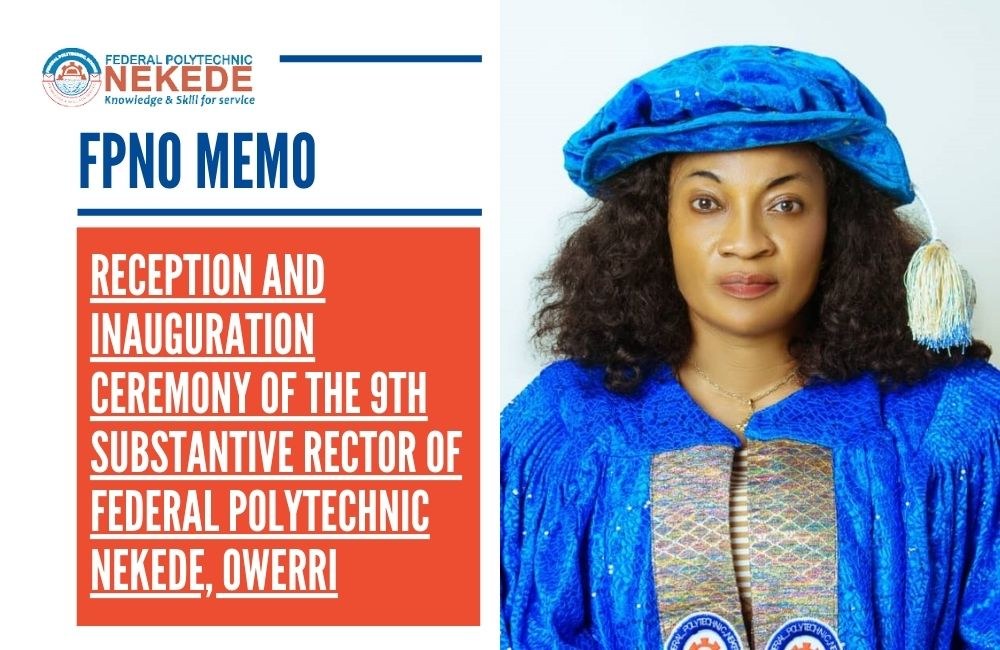 FEDERAL POLYTECHNIC
NEKEDE
Knowledge & Skill for service
FPNO MEMO
RECEPTION AND
INAUGURATION
CEREMONY OF THE 9TH
SUBSTANTIVE RECTOR OF
FEDERAL POLYTECHNIC
NEKEDE, OWERRI